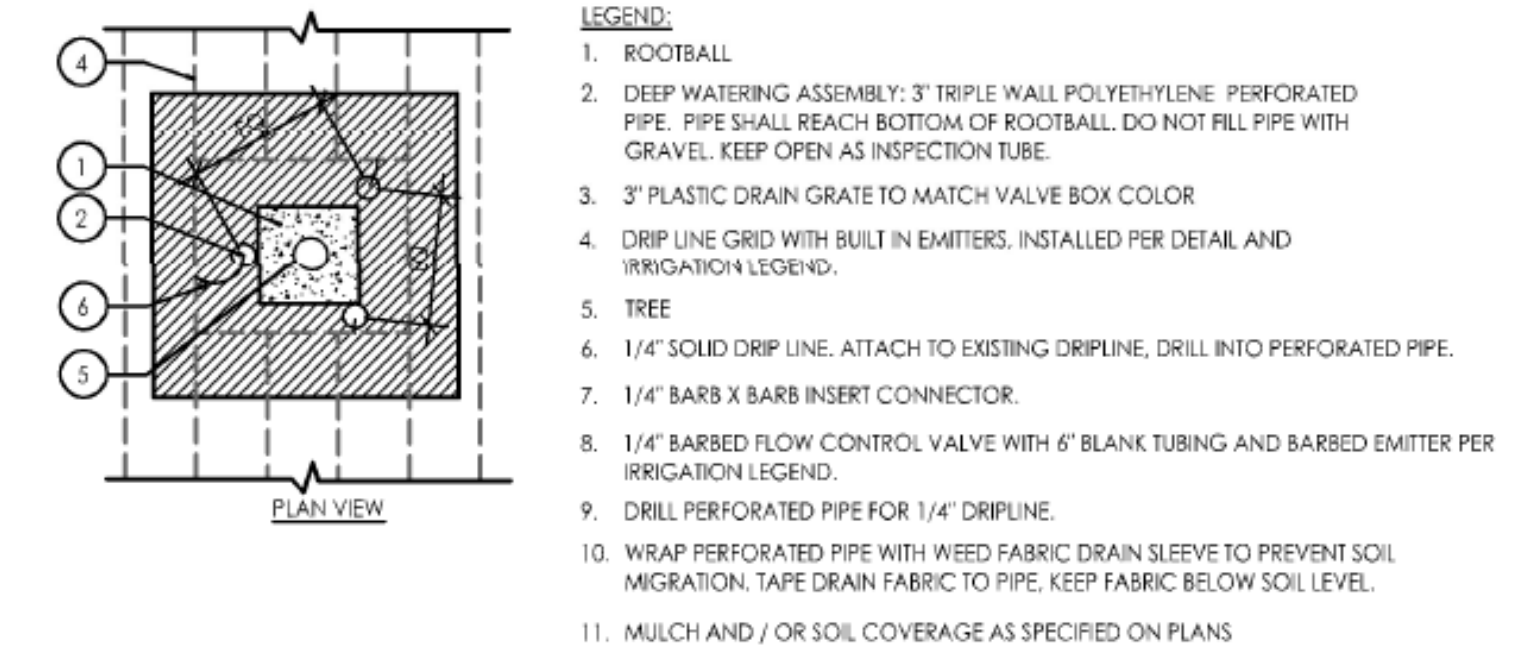 4
1
2
6
5
PLAN VIEW
LEGEND:
1. ROOTBALL
2. DEEP WATERING ASSEMBLY: 3" TRIPLE WALL POLYETHYLENE PERFORATED
PIPE. PIPE SHALL REACH BOTTOM OF ROOTBALL. DO NOT FILL PIPE WITH
GRAVEL. KEEP OPEN AS INSPECTION TUBE.
3. 3" PLASTIC DRAIN GRATE TO MATCH VALVE BOX COLOR
4. DRIP LINE GRID WITH BUILT IN EMITTERS, INSTALLED PER DETAIL AND
IRRIGATION LEGEND.
5. TREE
6. 1/4" SOLID DRIP LINE. ATTACH TO EXISTING DRIPLINE, DRILL INTO PERFORATED PIPE.
7. 1/4" BARB X BARB INSERT CONNECTOR.
8. 1/4" BARBED FLOW CONTROL VALVE WITH 6" BLANK TUBING AND BARBED EMITTER PER
IRRIGATION LEGEND.
9. DRILL PERFORATED PIPE FOR 1/4" DRIPLINE.
10. WRAP PERFORATED PIPE WITH WEED FABRIC DRAIN SLEEVE TO PREVENT SOIL
MIGRATION. TAPE DRAIN FABRIC TO PIPE, KEEP FABRIC BELOW SOIL LEVEL.
11. MULCH AND / OR SOIL COVERAGE AS SPECIFIED ON PLANS